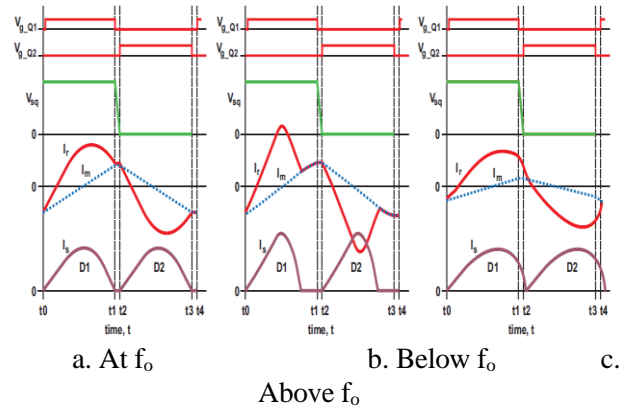 V_g_Q1
V_g_Q2
V_sq
0
I_r
I_m
0
I_s
D1
D2
0
t0
t1 t2
t3 t4
time, t
V_g_Q1
V_g_Q2
V_sq
0
I_r
I_m
0
I_s
D1
D2
0
t0
t1 t2
t3 t4
time, t
V_g_Q1
V_g_Q2
V_sq
0
I_r
I_m
0
I_s
D1
D2
0
t0
t1 t2
t3 t4
time, t
a. At f_o
b. Below f_o
c.
Above f_o